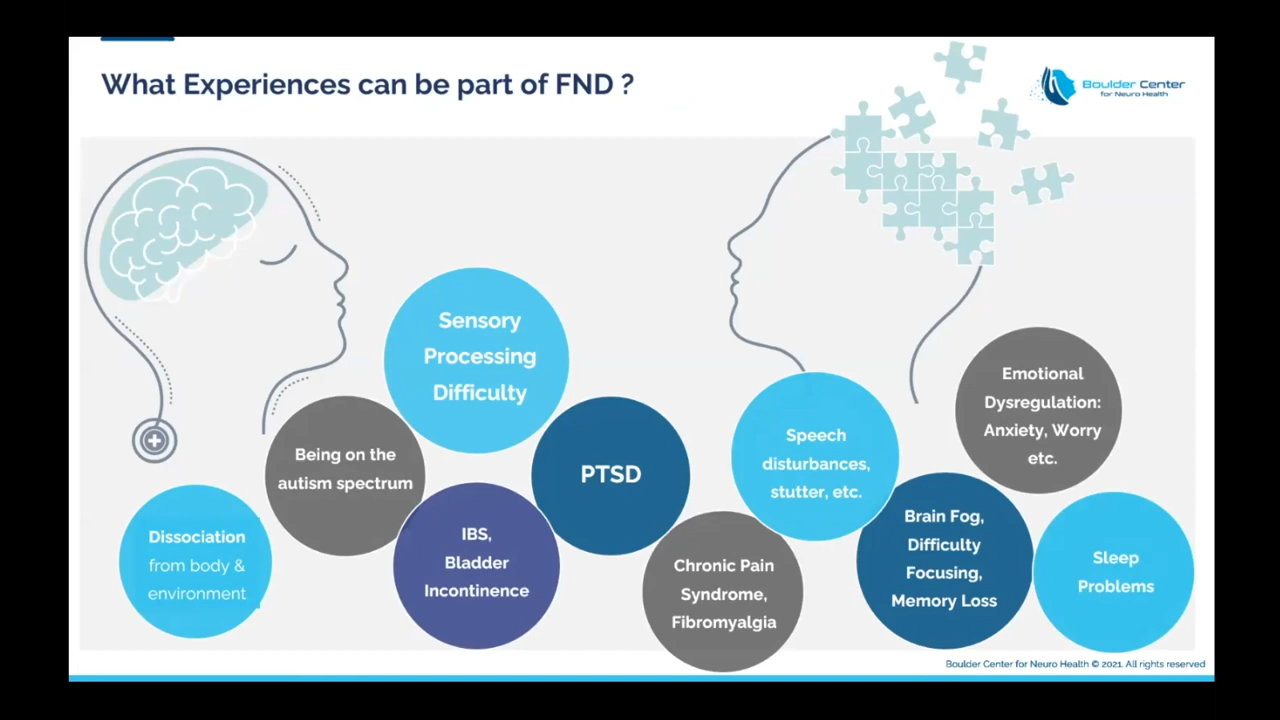 What Experiences can be part of FND ?
Boulder Center
for Neuro Health
Sensory
Processing
Difficulty
Being on the
autism spectrum
Dissociation
from body &
environment
IBS,
Bladder
Incontinence
PTSD
Chronic Pain
Syndrome,
Fibromyalgia
Speech
disturbances,
stutter, etc.
Brain Fog,
Difficulty
Focusing,
Memory Loss
Emotional
Dysregulation:
Anxiety, Worry
etc.
Sleep
Problems
Boulder Center for Neuro Health © 2021. All rights reserved